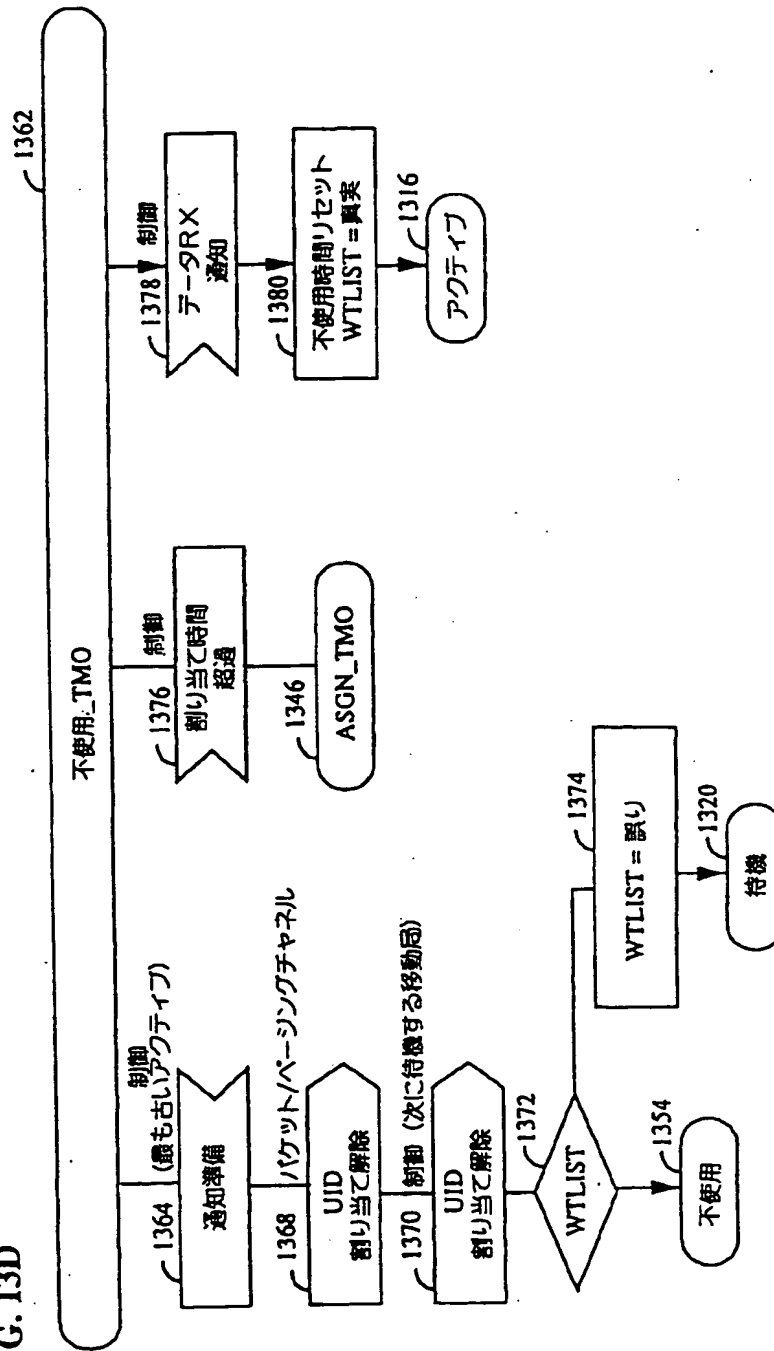 G. 13D
1362
不使用_TMO
制御
(最も古いアクティブ)
1364
通知準備
パケット/ページングチャネル
1368
UID
割り当て解除
制御 (次に待機する移動局)
1370
UID
割り当て解除
1372
WTLIST
1354
不使用
1374
WTLIST = 誤り
1320
待機
制御
1376
割り当て時間
超過
1346
ASGN_TMO
制御
1378
データRX
通知
1380
不使用時間リセット
WTLIST = 真実
1316
アクティブ